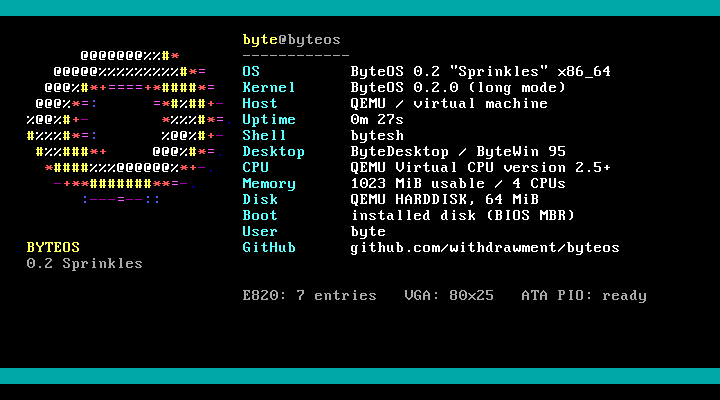 byte@byteos
------------
OS ByteOS 0.2 "Sprinkles" x86_64
Kernel ByteOS 0.2.0 (long mode)
Host QEMU / virtual machine
Uptime 0m 27s
Shell bytesh
Desktop ByteDesktop / ByteWin 95
CPU QEMU Virtual CPU version 2.5+
Memory 1023 MiB usable / 4 CPUs
Disk QEMU HARDDISK, 64 MiB
Boot installed disk (BIOS MBR)
User byte
GitHub github.com/withdrawment/byteos
BYTEOS
0.2 Sprinkles
E820: 7 entries VGA: 80x25 ATA PIO: ready